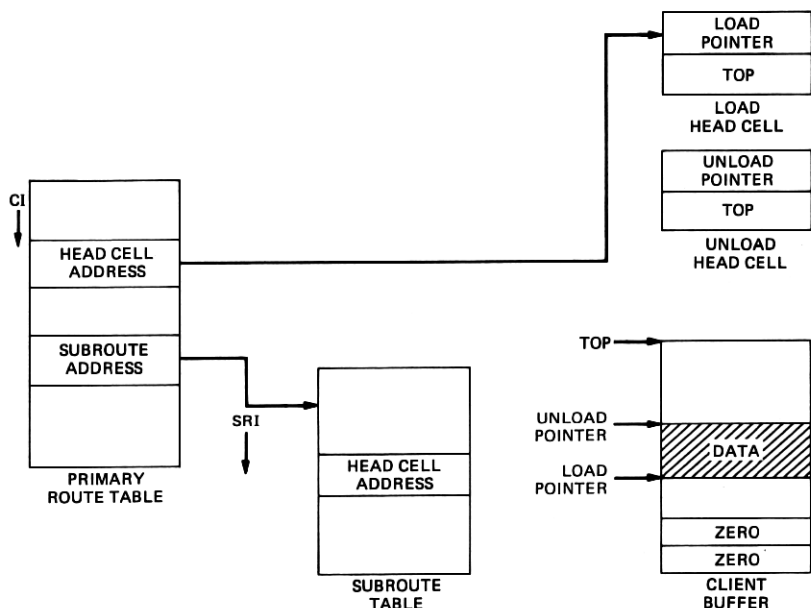 LOAD
POINTER
TOP
LOAD
HEAD CELL
UNLOAD
POINTER
TOP
UNLOAD
HEAD CELL
CI
HEAD CELL
ADDRESS
SUBROUTE
ADDRESS
PRIMARY
ROUTE TABLE
SRI
HEAD CELL
ADDRESS
SUBROUTE
TABLE
TOP
UNLOAD
POINTER
DATA
LOAD
POINTER
ZERO
ZERO
CLIENT
BUFFER